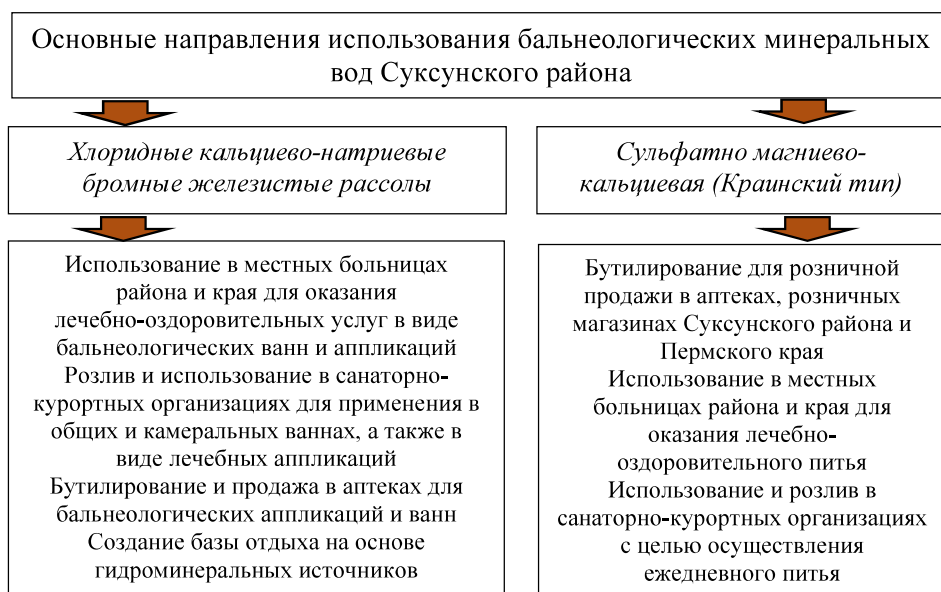 Основные направления использования бальнеологических минеральных
вод Суксунского района
Хлоридные кальциево-натриевые
бромные железистые рассолы
Сульфатно магниево-
кальциевая (Краинский тип)
Использование в местных больницах
района и края для оказания
лечебно-оздоровительных услуг в виде
бальнеологических ванн и аппликаций
Розлив и использование в санаторно-
курортных организациях для применения в
общих и камеральных ваннах, а также в
виде лечебных аппликаций
Бутилирование и продажа в аптеках для
бальнеологических аппликаций и ванн
Создание базы отдыха на основе
гидроминеральных источников
Бутилирование для розничной
продажи в аптеках, розничных
магазинах Суксунского района и
Пермского края
Использование в местных
больницах района и края для
оказания лечебно-
оздоровительного питья
Использование и розлив в
санаторно-курортных организациях
с целью осуществления
ежедневного питья